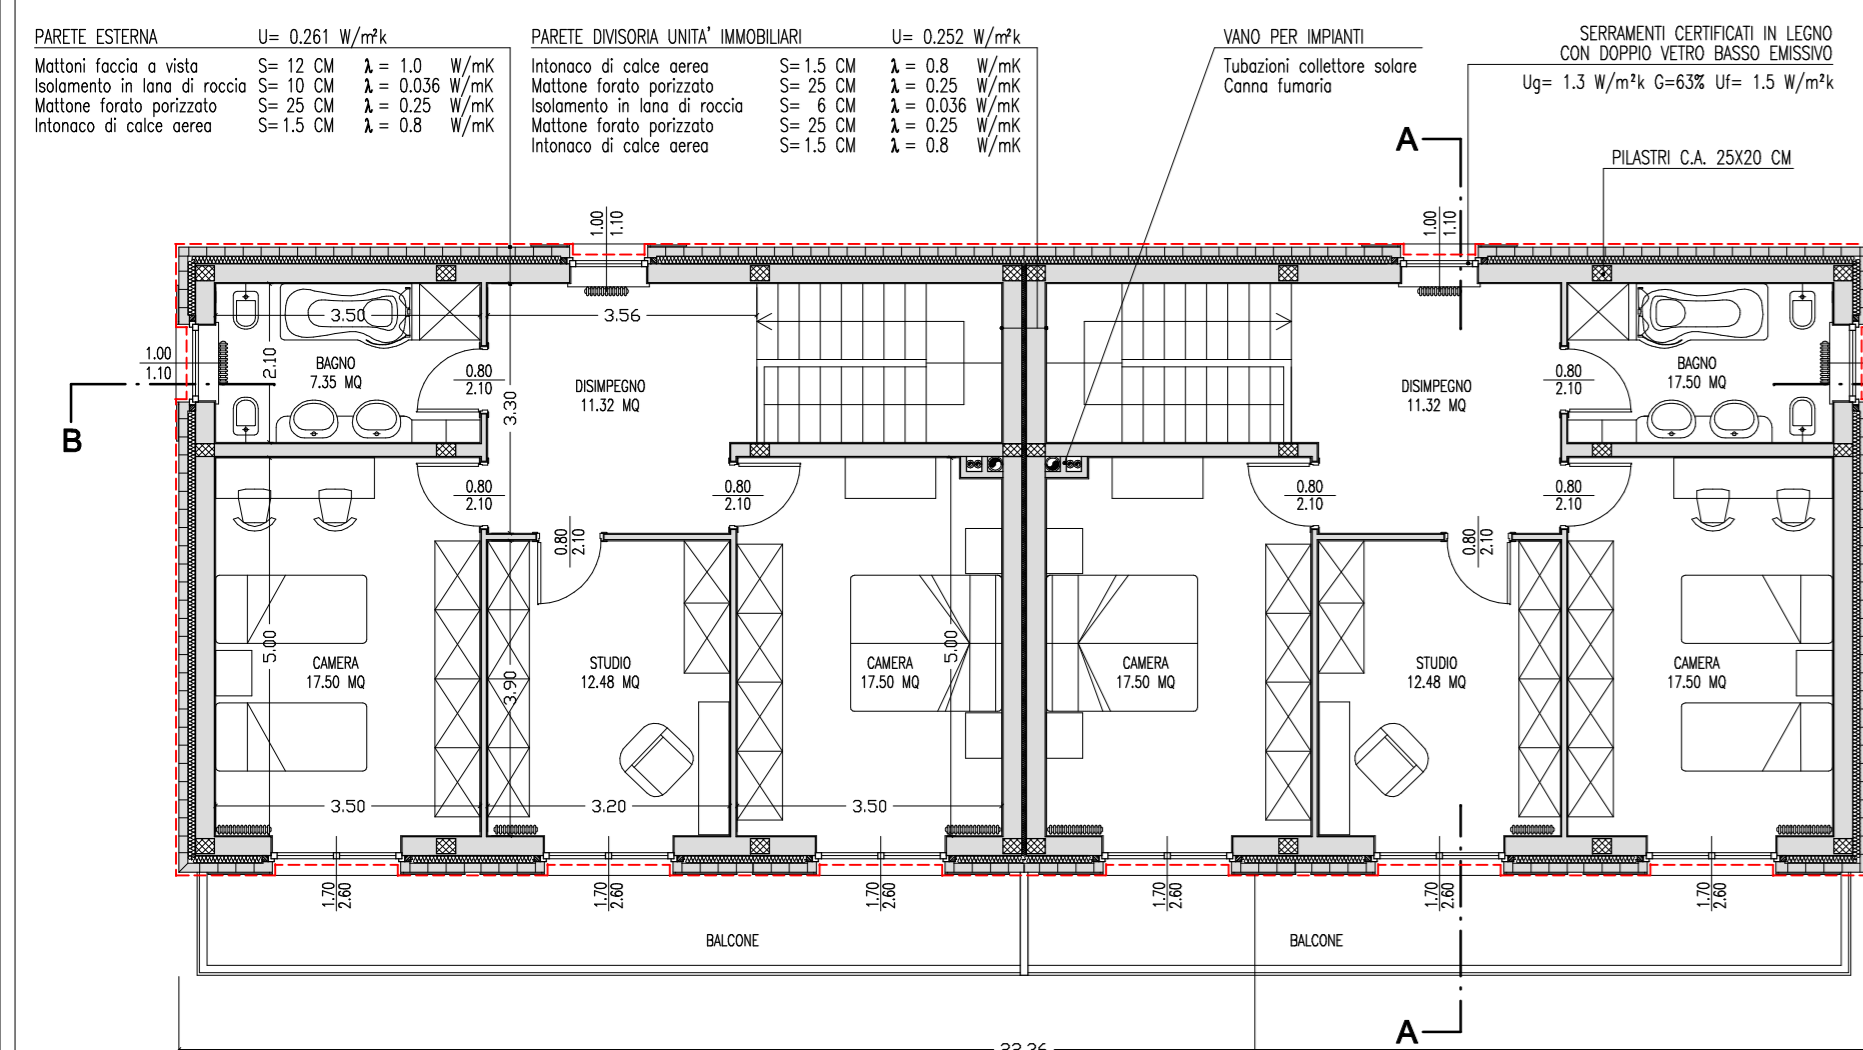 PARETE ESTERNA U= 0.261 W/m²k
Mattoni faccia a vista S= 12 CM λ = 1.0 W/mK
Isolamento in lana di roccia S= 10 CM λ = 0.036 W/mK
Mattone forato porizzato S= 25 CM λ = 0.25 W/mK
Intonaco di calce aerea S= 1.5 CM λ = 0.8 W/mK
PARETE DIVISORIA UNITA' IMMOBILIARI U= 0.252 W/m²k
Intonaco di calce aerea S= 1.5 CM λ = 0.8 W/mK
Mattone forato porizzato S= 25 CM λ = 0.25 W/mK
Isolamento in lana di roccia S= 6 CM λ = 0.036 W/mK
Mattone forato porizzato S= 25 CM λ = 0.25 W/mK
Intonaco di calce aerea S= 1.5 CM λ = 0.8 W/mK
VANO PER IMPIANTI
Tubazioni collettore solare
Canna fumaria
SERRAMENTI CERTIFICATI IN LEGNO
CON DOPPIO VETRO BASSO EMISSIVO
Ug= 1.3 W/m²k G=63% Uf= 1.5 W/m²k
A
PILASTRI C.A. 25X20 CM
1.00
1.10
1.00
1.10
3.50
3.56
1.00
1.10
2.10
BAGNO
7.35 MQ
0.80
2.10
3.30
DISIMPEGNO
11.32 MQ
DISIMPEGNO
11.32 MQ
0.80
2.10
BAGNO
17.50 MQ
B
0.80
2.10
0.80
2.10
0.80
2.10
0.80
2.10
0.80
2.10
0.80
2.10
5.00
CAMERA
17.50 MQ
3.90
STUDIO
12.48 MQ
CAMERA
17.50 MQ
5.00
CAMERA
17.50 MQ
STUDIO
12.48 MQ
CAMERA
17.50 MQ
3.50
3.20
3.50
1.70
2.60
1.70
2.60
1.70
2.60
1.70
2.60
1.70
2.60
1.70
2.60
BALCONE
BALCONE
A
22.26